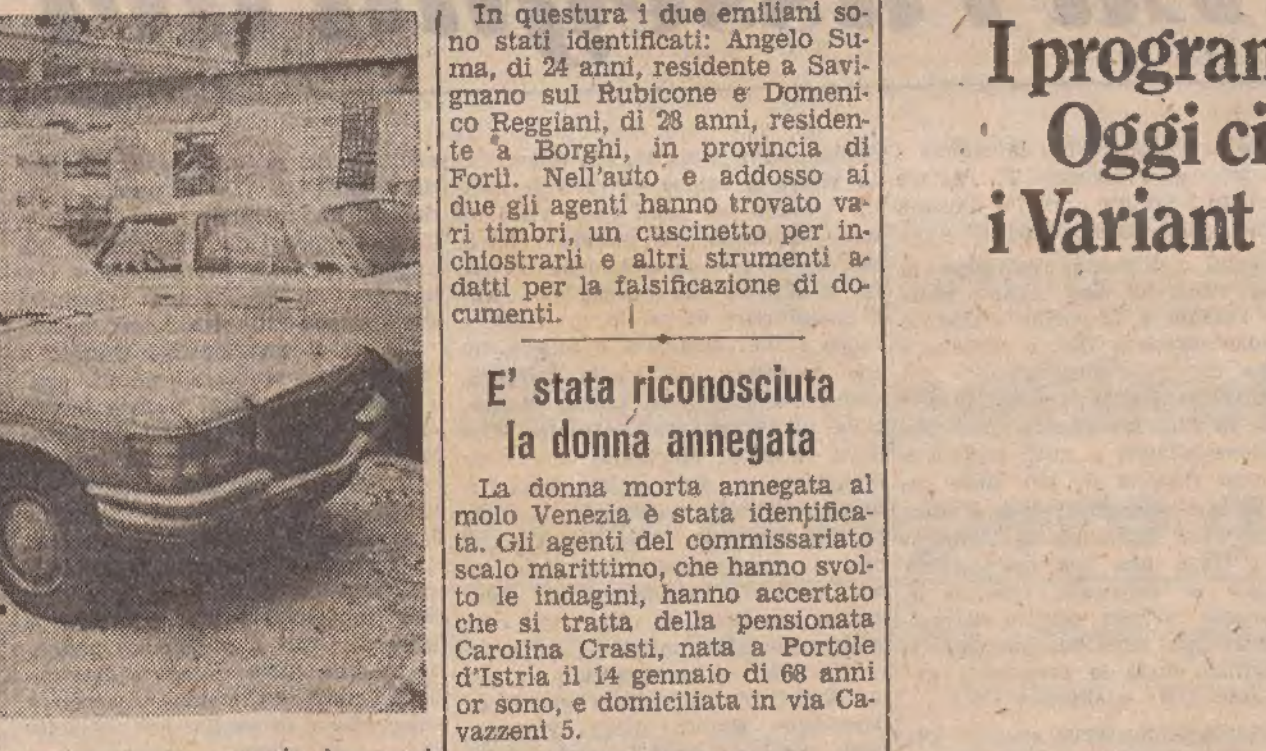 In questura i due emiliani so-
no stati identificati: Angelo Su-
ma, di 24 anni, residente a Savi-
gnano sul Rubicone e Domeni-
co Reggiani, di 28 anni, residen-
te a Borghi, in provincia di
Forlì. Nell'auto e addosso ai
due gli agenti hanno trovato va-
ri timbri, un cuscinetto per in-
chiostrarli e altri strumenti a-
datti per la falsificazione di do-
cumenti.
E' stata riconosciuta
la donna annegata
La donna morta annegata al
molo Venezia è stata identifica-
ta. Gli agenti del commissariato
scalo marittimo, che hanno svol-
to le indagini, hanno accertato
che si tratta della pensionata
Carolina Crasti, nata a Portole
d'Istria il 14 gennaio di 68 anni
or sono, e domiciliata in via Ca-
vazzeni 5.
I progran
Oggi ci
i Variant